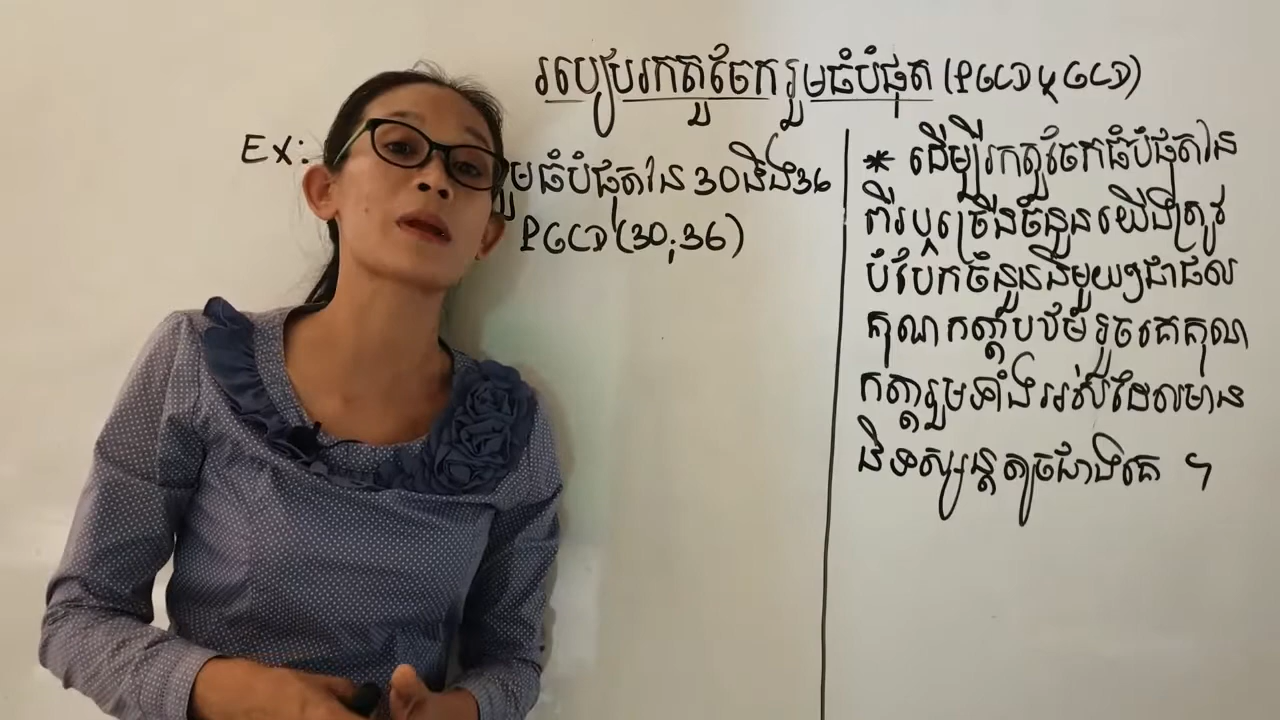 របៀបរកតួចែករួមធំបំផុត (PGCD ឬ GCD)
Ex:
រួមធំបំផុតនៃ 30 និង 36
PGCD (30;36)
* ដើម្បីរកតួចែកធំបំផុតនៃ
ពីរឬច្រើនចំនួន យើងត្រូវ
បំបែកចំនួននីមួយៗជាផល
គុណកត្តាបឋម រួចគេគុណ
កត្តារួមទាំងអស់ដែលមាន
និទស្សន្តតូចជាងគេ ។